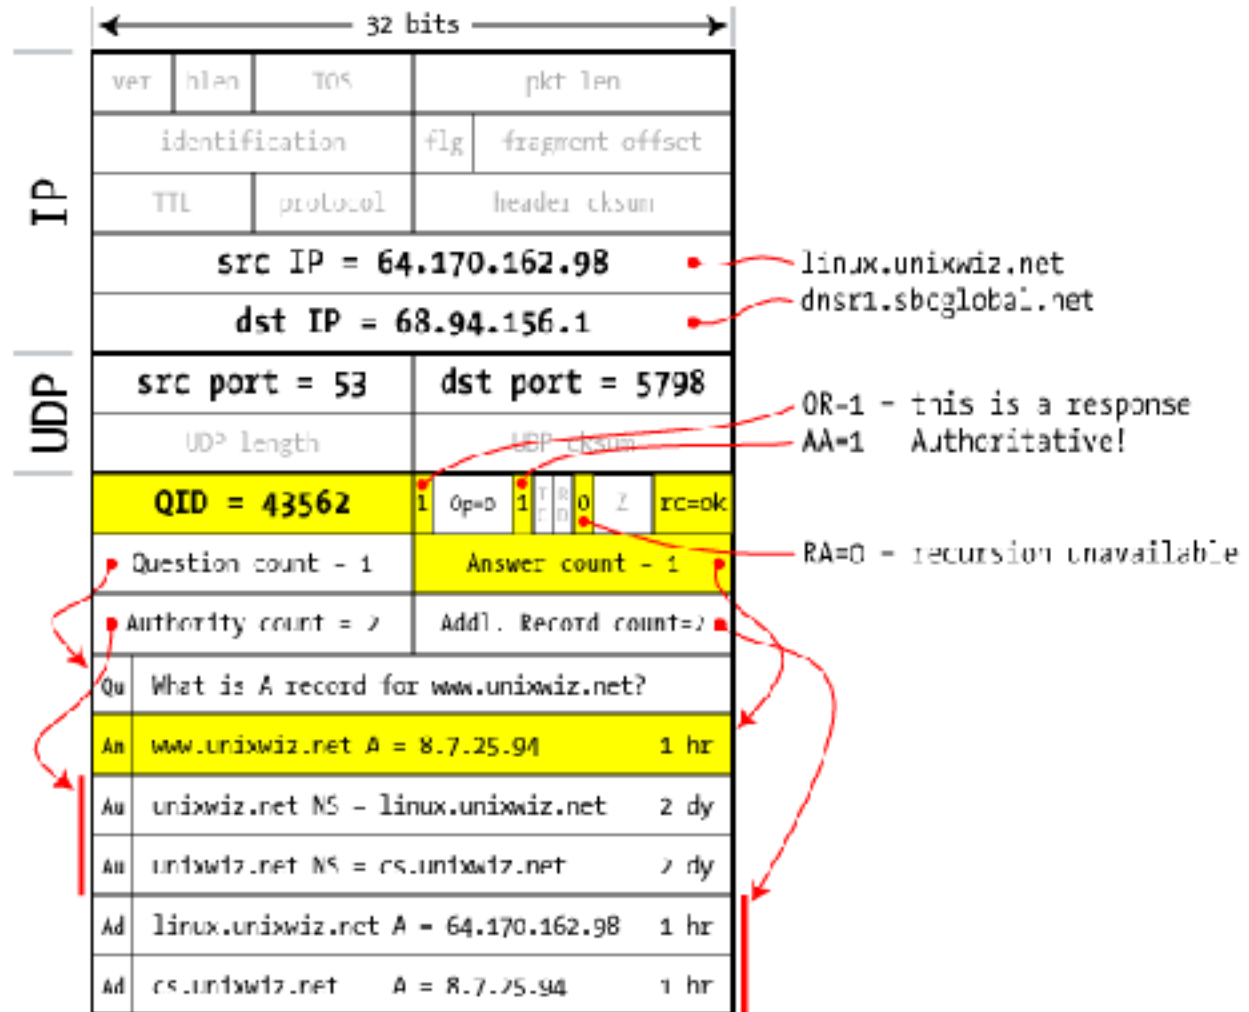 32 bits
ver hlen TOS pkt len
identification flg fragment offset
TTL protocol header cksum
IP
src IP = 64.170.162.98
linux.unixwiz.net
dst IP = 68.94.156.1
dnsr1.sbcglobal.net
UDP
src port = 53 dst port = 5798
QR=1 - this is a response
UDP length UDP cksum
AA=1 Authoritative!
QID = 43562 1 Op=0 1 TC RD 0 Z rc=ok
RA=0 - recursion unavailable
Question count = 1 Answer count = 1
Authority count = 2 Addl. Record count=2
Qu What is A record for www.unixwiz.net?
An www.unixwiz.net A = 8.7.25.94 1 hr
Au unixwiz.net NS = linux.unixwiz.net 2 dy
Au unixwiz.net NS = cs.unixwiz.net 2 dy
Ad linux.unixwiz.net A = 64.170.162.98 1 hr
Ad cs.unixwiz.net A = 8.7.25.94 1 hr